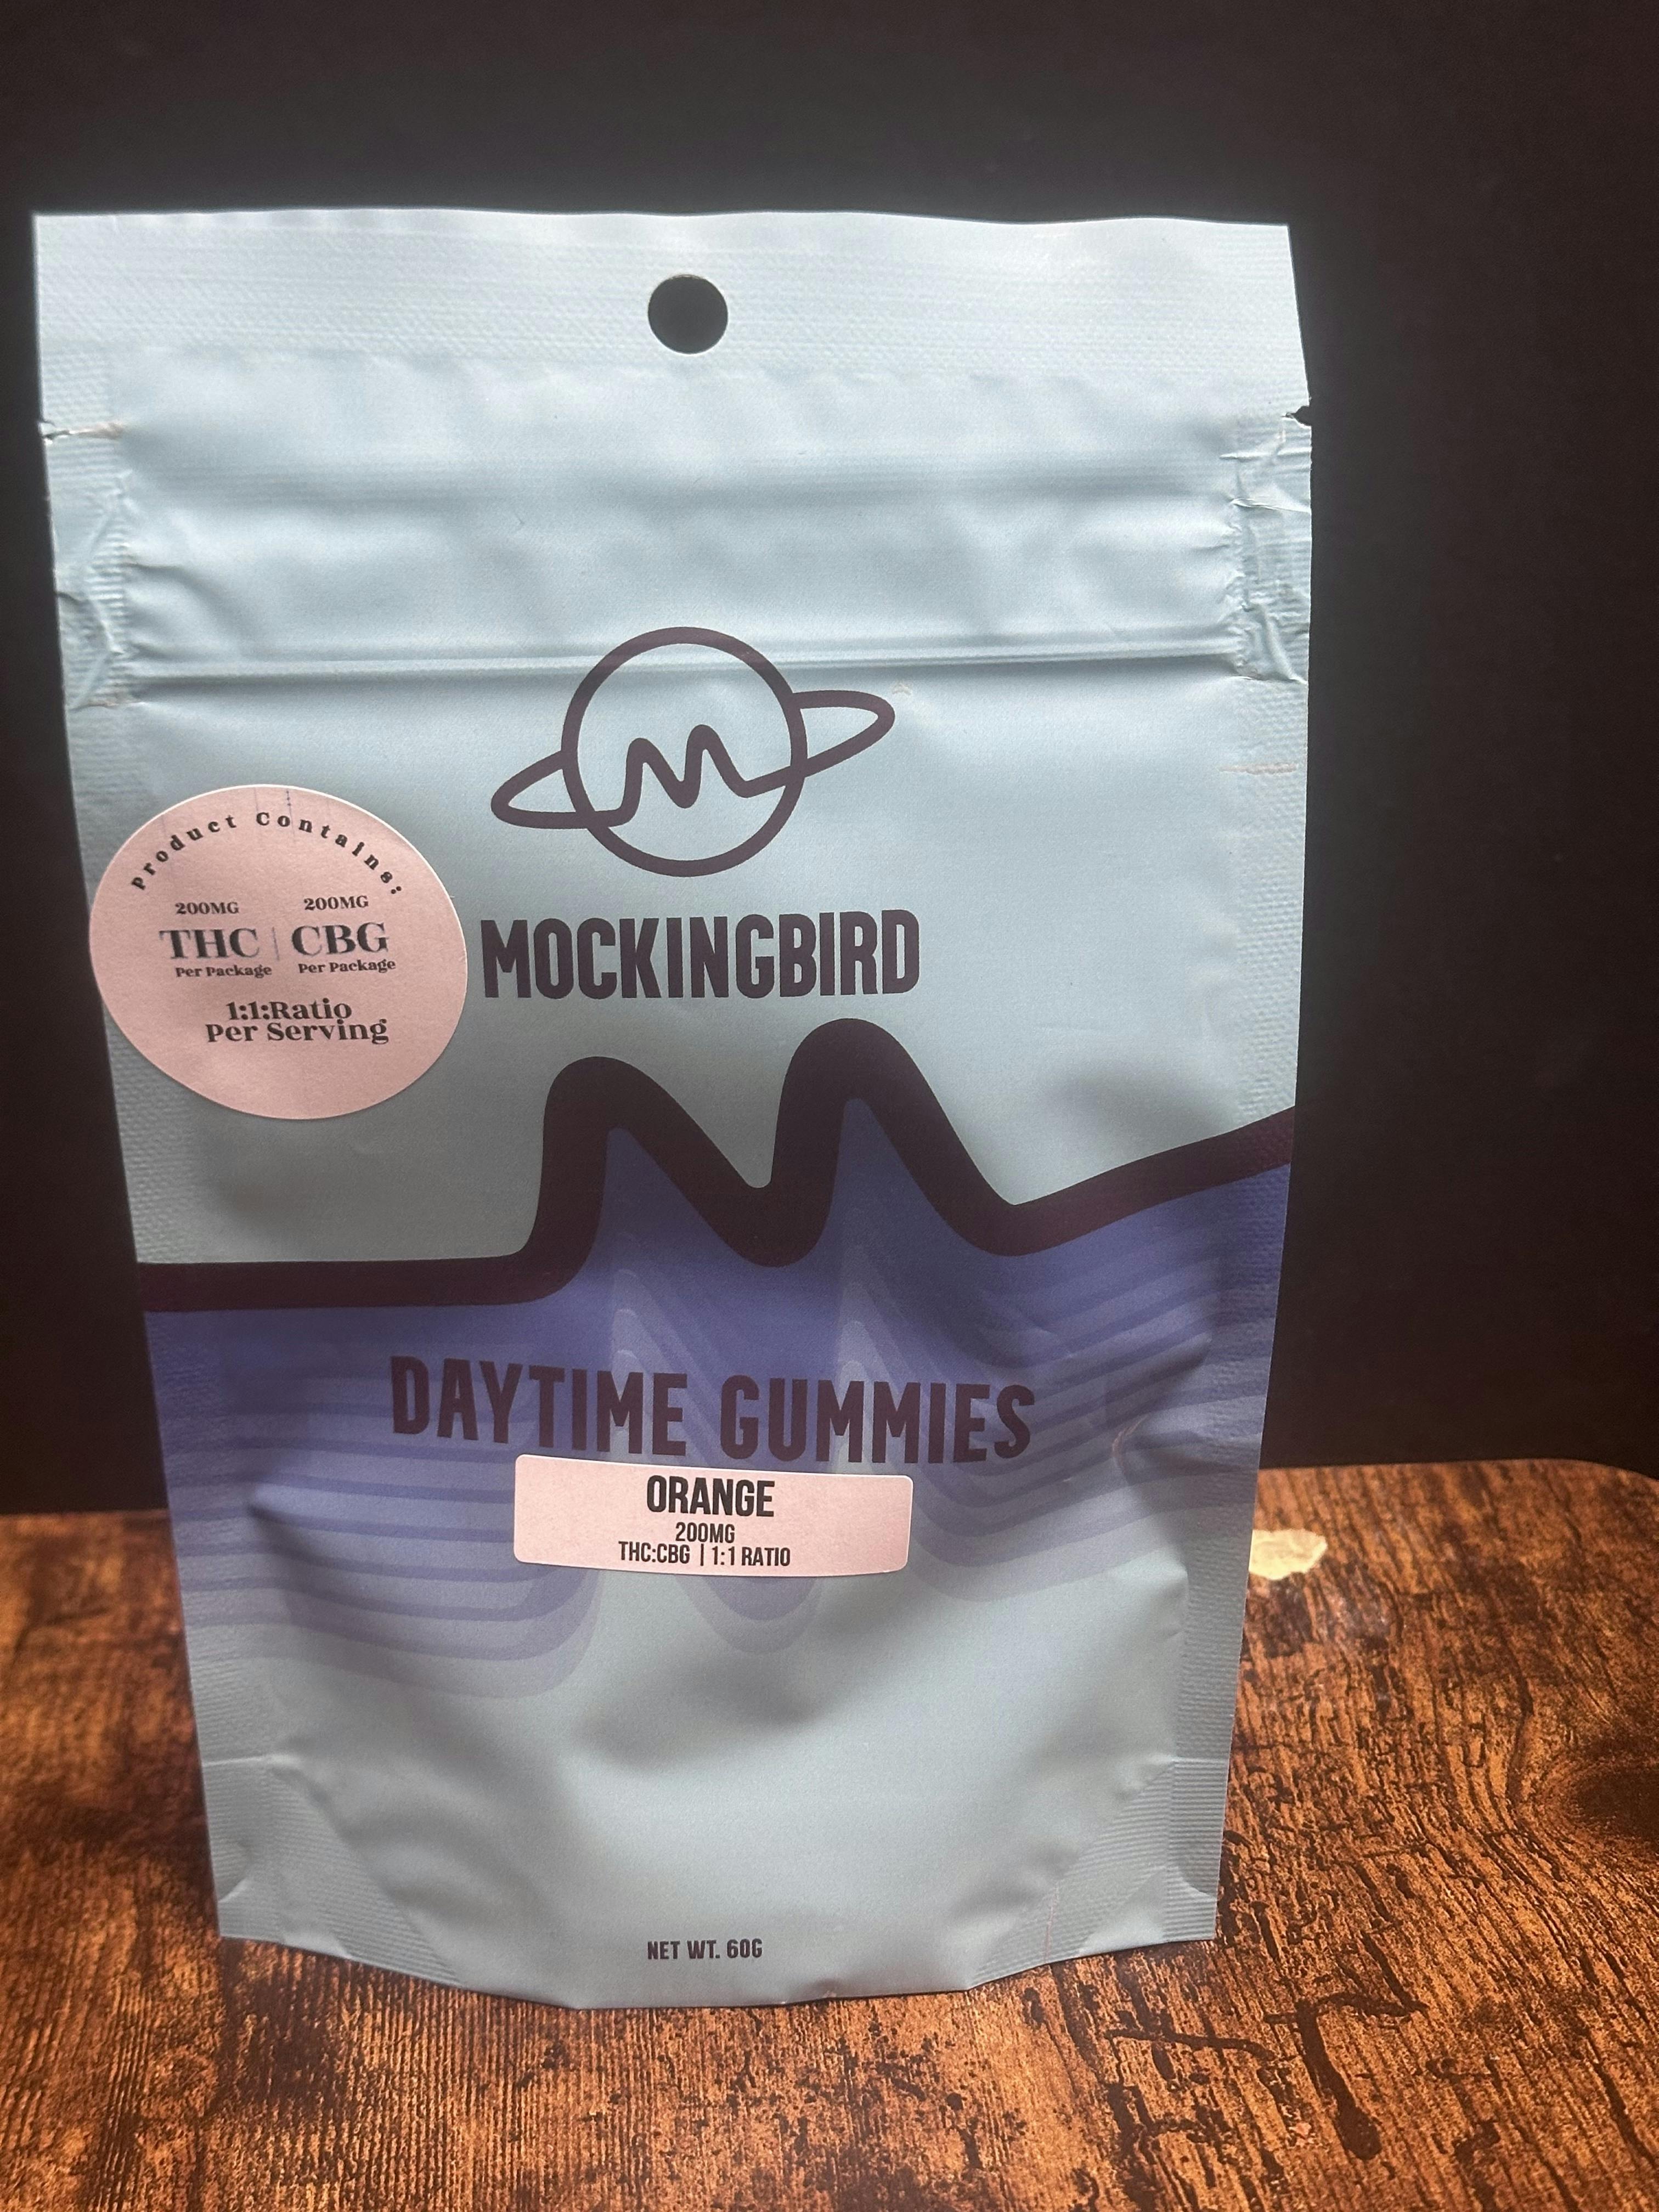 M
MOCKINGBIRD
Product Contains:
200MG 200MG
THC | CBG
Per Package Per Package
1:1:Ratio
Per Serving
DAYTIME GUMMIES
ORANGE
200MG
THC:CBG | 1:1 RATIO
NET WT. 60G